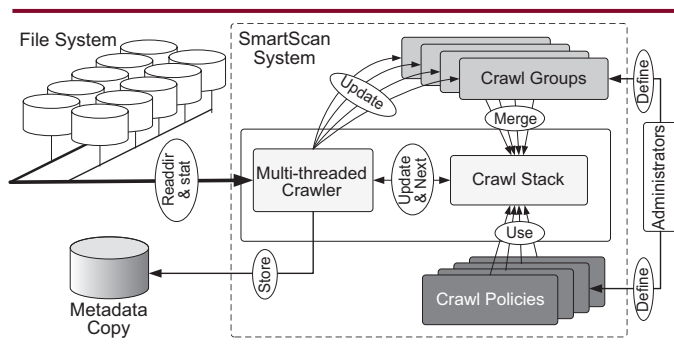 File System
SmartScan
System
Update
Crawl Groups
Define
Merge
Readdir
& stat
Multi-threaded
Crawler
Update
& Next
Crawl Stack
Administrators
Use
Store
Metadata
Copy
Crawl Policies
Define